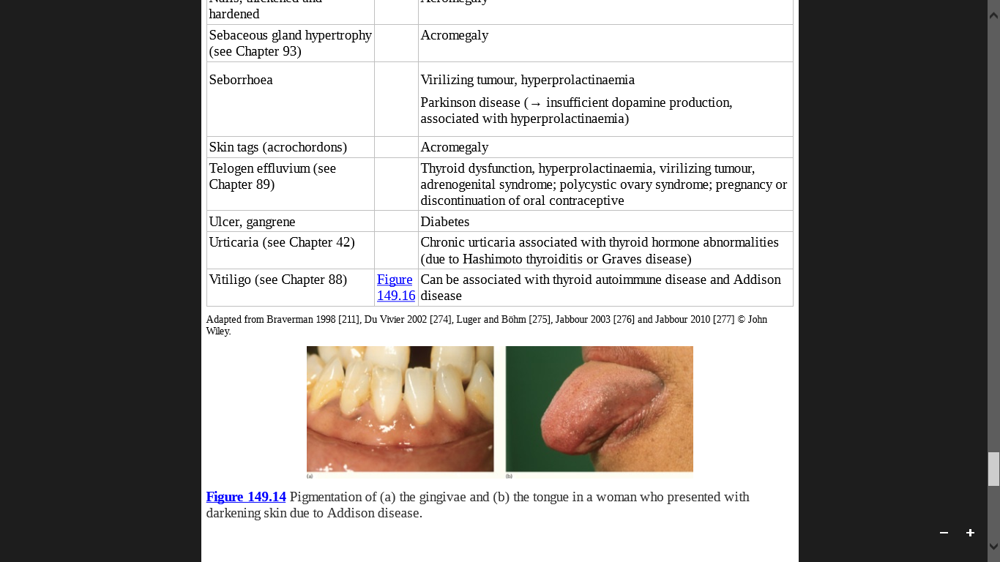 Nails, thickened and
hardened
Acromegaly
Sebaceous gland hypertrophy
(see Chapter 93)
Acromegaly
Seborrhoea
Virilizing tumour, hyperprolactinaemia
Parkinson disease (→ insufficient dopamine production,
associated with hyperprolactinaemia)
Skin tags (acrochordons)
Acromegaly
Telogen effluvium (see
Chapter 89)
Thyroid dysfunction, hyperprolactinaemia, virilizing tumour,
adrenogenital syndrome; polycystic ovary syndrome; pregnancy or
discontinuation of oral contraceptive
Ulcer, gangrene
Diabetes
Urticaria (see Chapter 42)
Chronic urticaria associated with thyroid hormone abnormalities
(due to Hashimoto thyroiditis or Graves disease)
Vitiligo (see Chapter 88)
Figure
149.16
Can be associated with thyroid autoimmune disease and Addison
disease
Adapted from Braverman 1998 [211], Du Vivier 2002 [274], Luger and Böhm [275], Jabbour 2003 [276] and Jabbour 2010 [277] © John
Wiley.
(a)
(b)
Figure 149.14 Pigmentation of (a) the gingivae and (b) the tongue in a woman who presented with
darkening skin due to Addison disease.